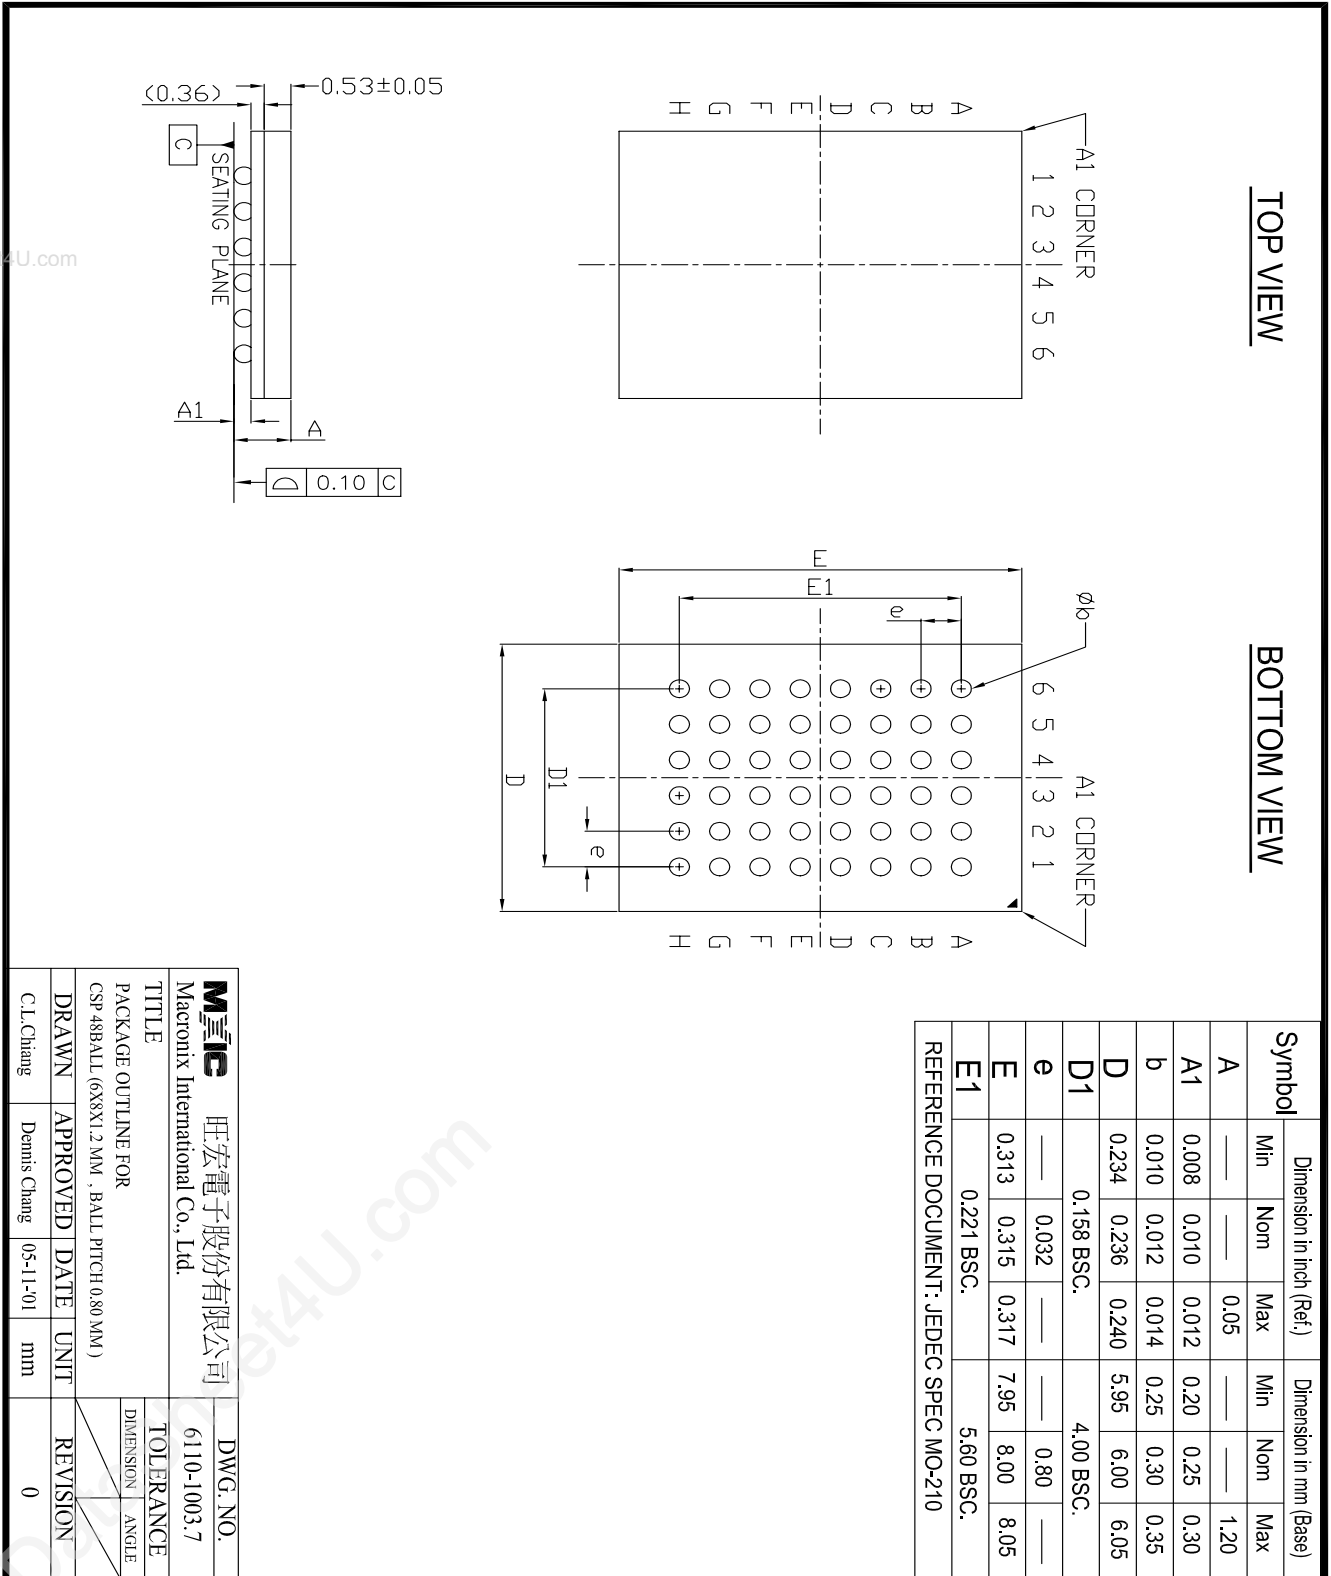 TOP VIEW
BOTTOM VIEW
A1 CORNER
1 2 3 4 5 6
A
B
C
D
E
F
G
H
0.53±0.05
(0.36)
C
SEATING PLANE
A1
A
0.10 C
Øb
A1 CORNER
6 5 4 3 2 1
A
B
C
D
E
F
G
H
E
E1
e
D1
D
e
Symbol Dimension in inch (Ref.) Dimension in mm (Base)
Min Nom Max Min Nom Max
A — — 0.05 — — 1.20
A1 0.008 0.010 0.012 0.20 0.25 0.30
b 0.010 0.012 0.014 0.25 0.30 0.35
D 0.234 0.236 0.240 5.95 6.00 6.05
D1 0.158 BSC. 4.00 BSC.
e — 0.032 — — 0.80 —
E 0.313 0.315 0.317 7.95 8.00 8.05
E1 0.221 BSC. 5.60 BSC.
REFERENCE DOCUMENT: JEDEC SPEC MO-210
MXIC 旺宏電子股份有限公司
Macronix International Co., Ltd.
DWG. NO.
6110-1003.7
TITLE
PACKAGE OUTLINE FOR
CSP 48BALL (6X8X1.2 MM , BALL PITCH 0.80 MM )
TOLERANCE
DIMENSION ANGLE
DRAWN APPROVED DATE UNIT REVISION
C.L.Chiang Dennis Chang 05-11-'01 mm 0
4U.com
DataSheet4U.com